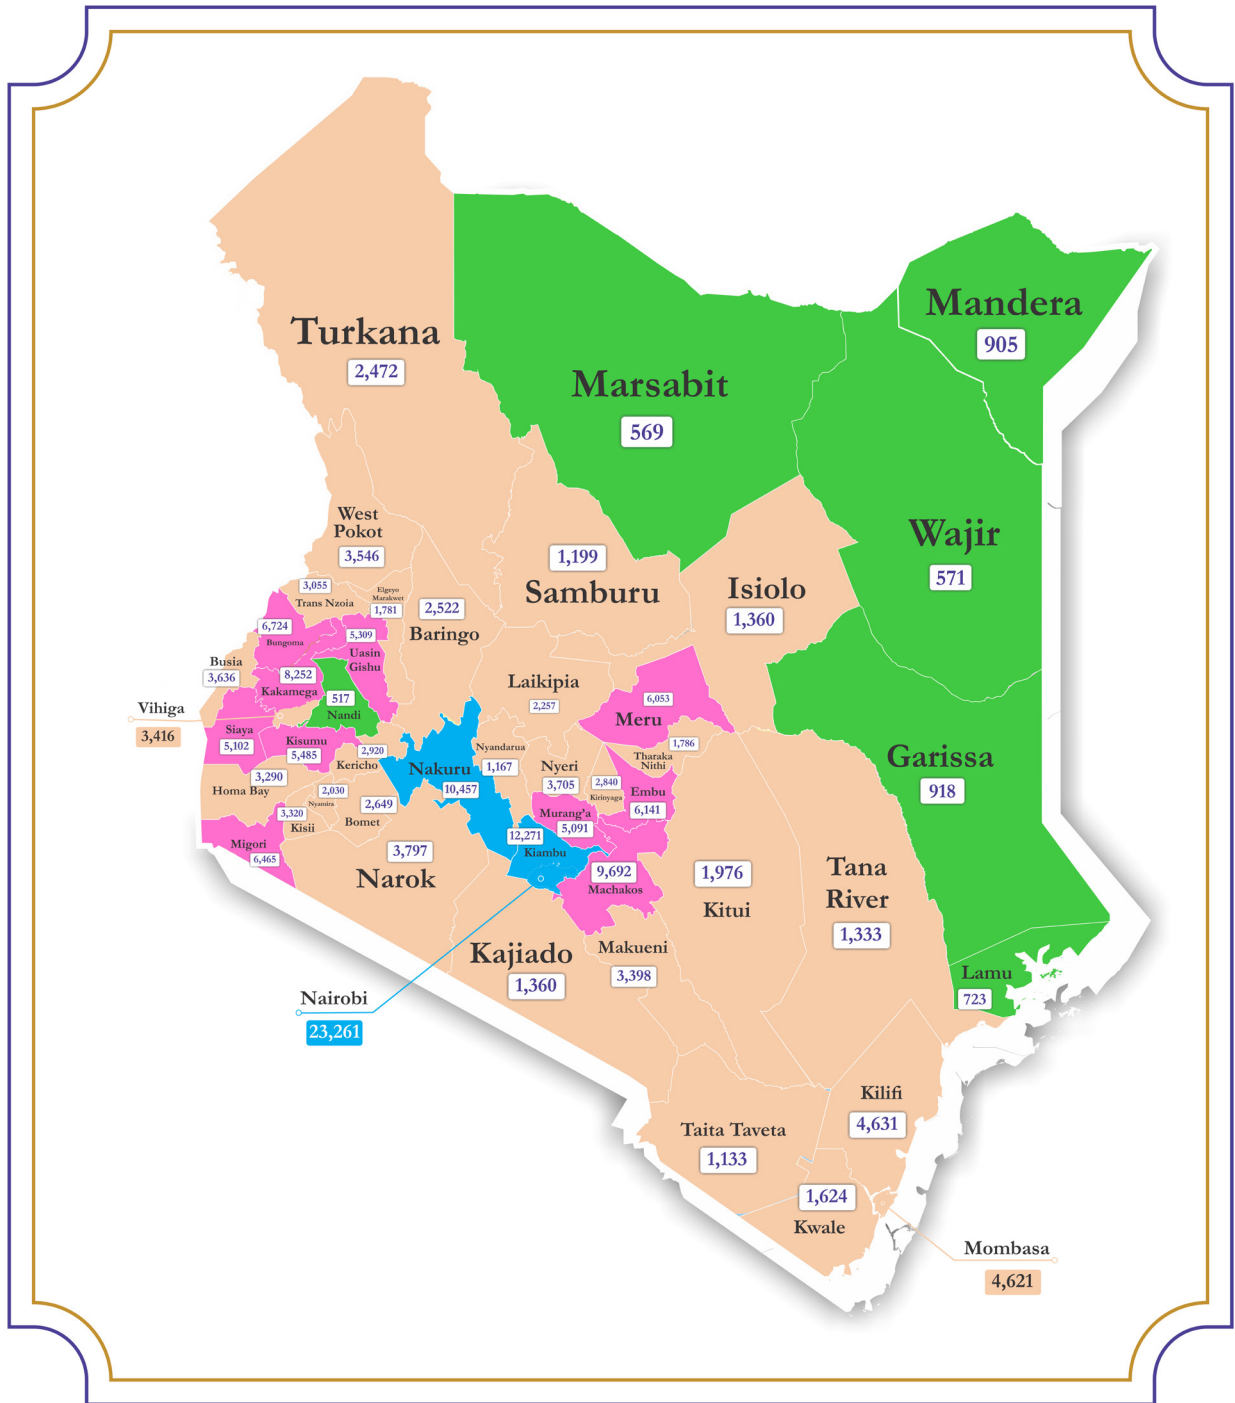 Mandera
905
Turkana
2,472
Marsabit
569
West
Pokot
3,546
Wajir
571
1,199
Samburu
Isiolo
1,360
3,055
Trans Nzoia
Elgeyo
Marakwet
1,781
2,522
Baringo
6,724
Bungoma
5,309
Uasin
Gishu
Busia
3,636
8,252
Kakamega
517
Nandi
Laikipia
2,257
6,053
Meru
Vihiga
3,416
Siaya
5,102
Kisumu
5,485
2,920
Kericho
Nakuru
10,457
Nyandarua
1,167
Nyeri
3,705
1,786
Tharaka
Nithi
2,840
Kirinyaga
Embu
6,141
Garissa
918
3,290
Homa Bay
2,030
Nyamira
2,649
Bomet
3,320
Kisii
Murang'a
5,091
Migori
6,465
12,271
Kiambu
3,797
Narok
9,692
Machakos
1,976
Kitui
Tana
River
1,333
Kajiado
1,360
Makueni
3,398
Lamu
723
Nairobi
23,261
Kilifi
4,631
Taita Taveta
1,133
1,624
Kwale
Mombasa
4,621